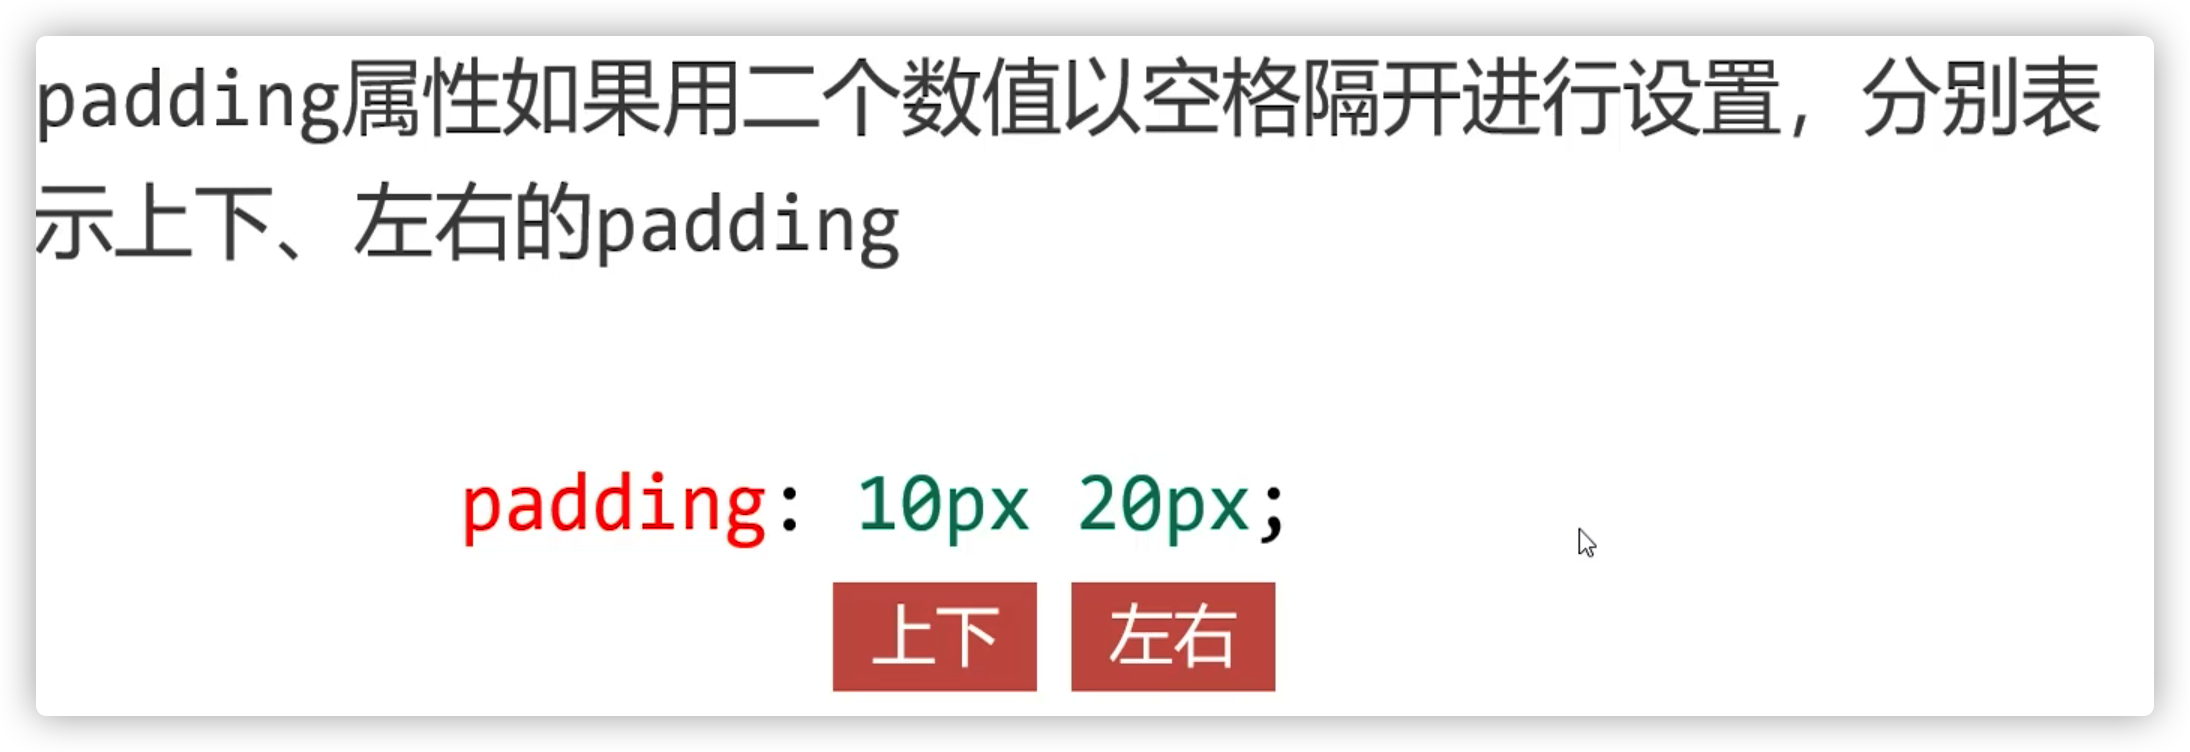 padding属性如果用二个数值以空格隔开进行设置，分别表
示上下、左右的padding
padding: 10px 20px;
上下 左右